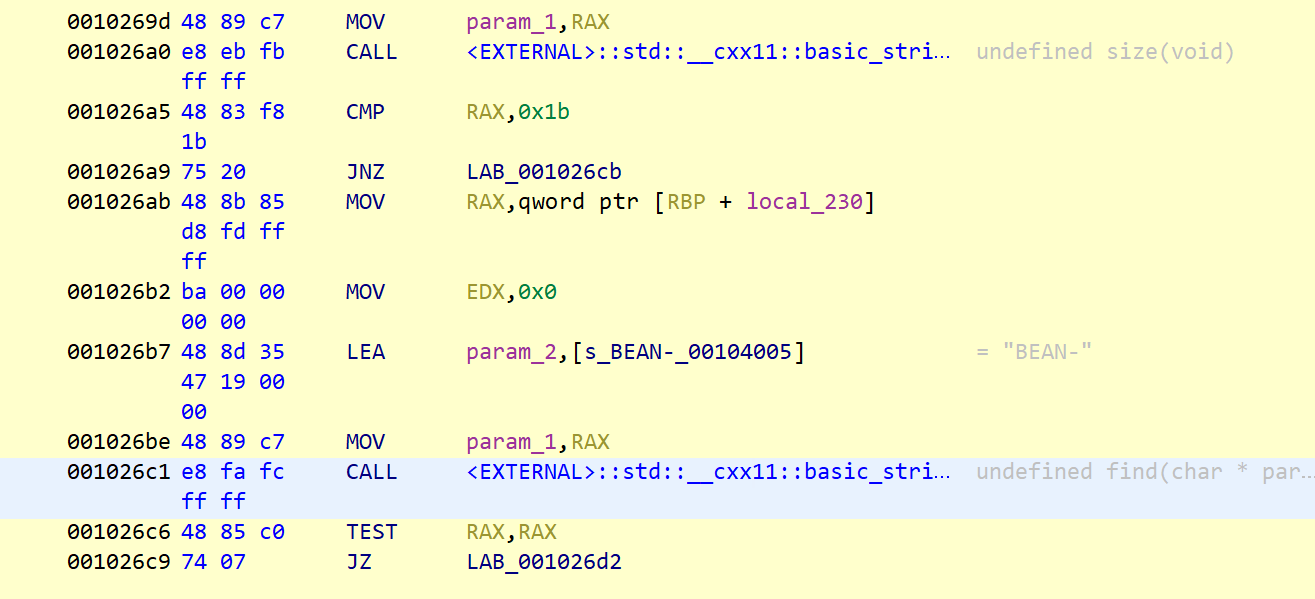 0010269d 48 89 c7 MOV param_1,RAX
001026a0 e8 eb fb CALL <EXTERNAL>::std::__cxx11::basic_stri... undefined size(void)
ff ff
001026a5 48 83 f8 CMP RAX,0x1b
1b
001026a9 75 20 JNZ LAB_001026cb
001026ab 48 8b 85 MOV RAX,qword ptr [RBP + local_230]
d8 fd ff
ff
001026b2 ba 00 00 MOV EDX,0x0
00 00
001026b7 48 8d 35 LEA param_2,[s_BEAN-_00104005] = "BEAN-"
47 19 00
00
001026be 48 89 c7 MOV param_1,RAX
001026c1 e8 fa fc CALL <EXTERNAL>::std::__cxx11::basic_stri... undefined find(char * par...
ff ff
001026c6 48 85 c0 TEST RAX,RAX
001026c9 74 07 JZ LAB_001026d2